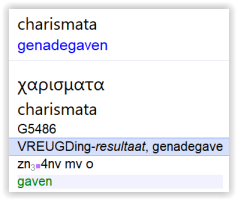 charismata
genadegaven
χαρισματα
charismata
G5486
VREUGDing-resultaat, genadegave
zn3■4nv mv o
gaven